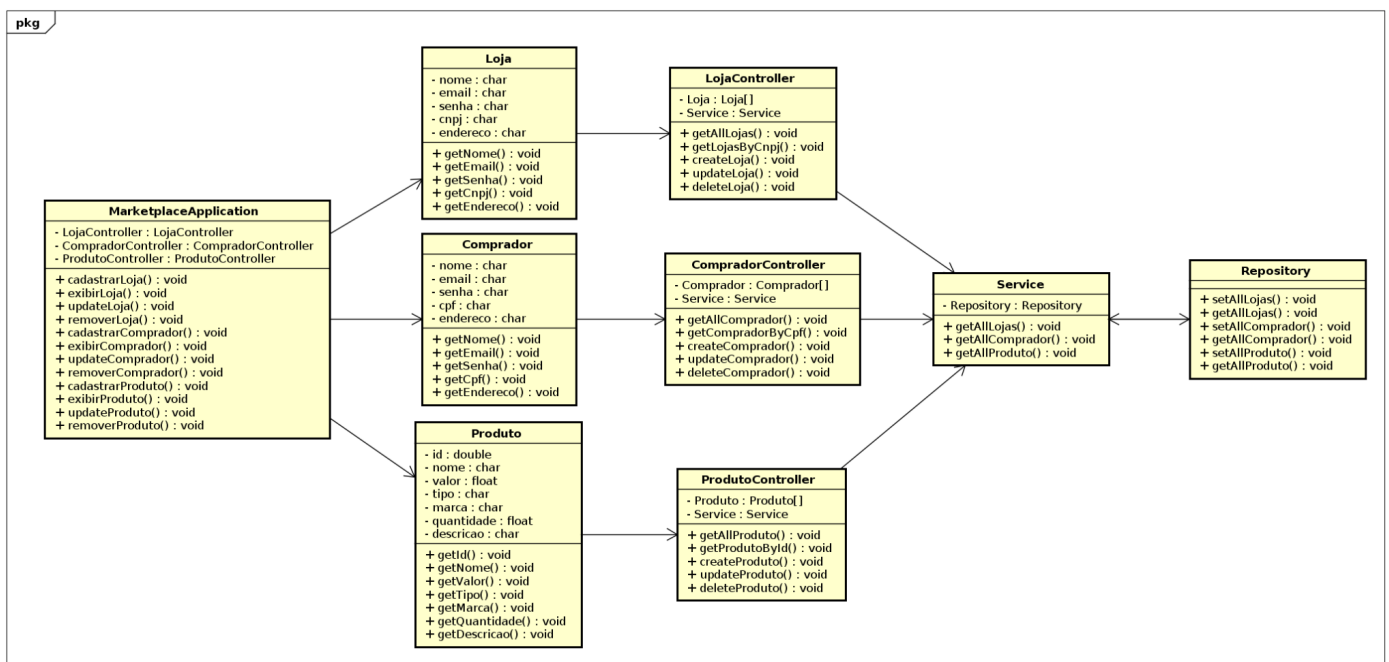 pkg
MarketplaceApplication
- LojaController : LojaController
- CompradorController : CompradorController
- ProdutoController : ProdutoController
+ cadastrarLoja() : void
+ exibirLoja() : void
+ updateLoja() : void
+ removerLoja() : void
+ cadastrarComprador() : void
+ exibirComprador() : void
+ updateComprador() : void
+ removerComprador() : void
+ cadastrarProduto() : void
+ exibirProduto() : void
+ updateProduto() : void
+ removerProduto() : void
Loja
- nome : char
- email : char
- senha : char
- cnpj : char
- endereco : char
+ getNome() : void
+ getEmail() : void
+ getSenha() : void
+ getCnpj() : void
+ getEndereco() : void
Comprador
- nome : char
- email : char
- senha : char
- cpf : char
- endereco : char
+ getNome() : void
+ getEmail() : void
+ getSenha() : void
+ getCpf() : void
+ getEndereco() : void
Produto
- id : double
- nome : char
- valor : float
- tipo : char
- marca : char
- quantidade : float
- descricao : char
+ getId() : void
+ getNome() : void
+ getValor() : void
+ getTipo() : void
+ getMarca() : void
+ getQuantidade() : void
+ getDescricao() : void
LojaController
- Loja : Loja[]
- Service : Service
+ getAllLojas() : void
+ getLojasByCnpj() : void
+ createLoja() : void
+ updateLoja() : void
+ deleteLoja() : void
CompradorController
- Comprador : Comprador[]
- Service : Service
+ getAllComprador() : void
+ getCompradorByCpf() : void
+ createComprador() : void
+ updateComprador() : void
+ deleteComprador() : void
ProdutoController
- Produto : Produto[]
- Service : Service
+ getAllProduto() : void
+ getProdutoById() : void
+ createProduto() : void
+ updateProduto() : void
+ deleteProduto() : void
Service
- Repository : Repository
+ getAllLojas() : void
+ getAllComprador() : void
+ getAllProduto() : void
Repository
+ setAllLojas() : void
+ getAllLojas() : void
+ setAllComprador() : void
+ getAllComprador() : void
+ setAllProduto() : void
+ getAllProduto() : void